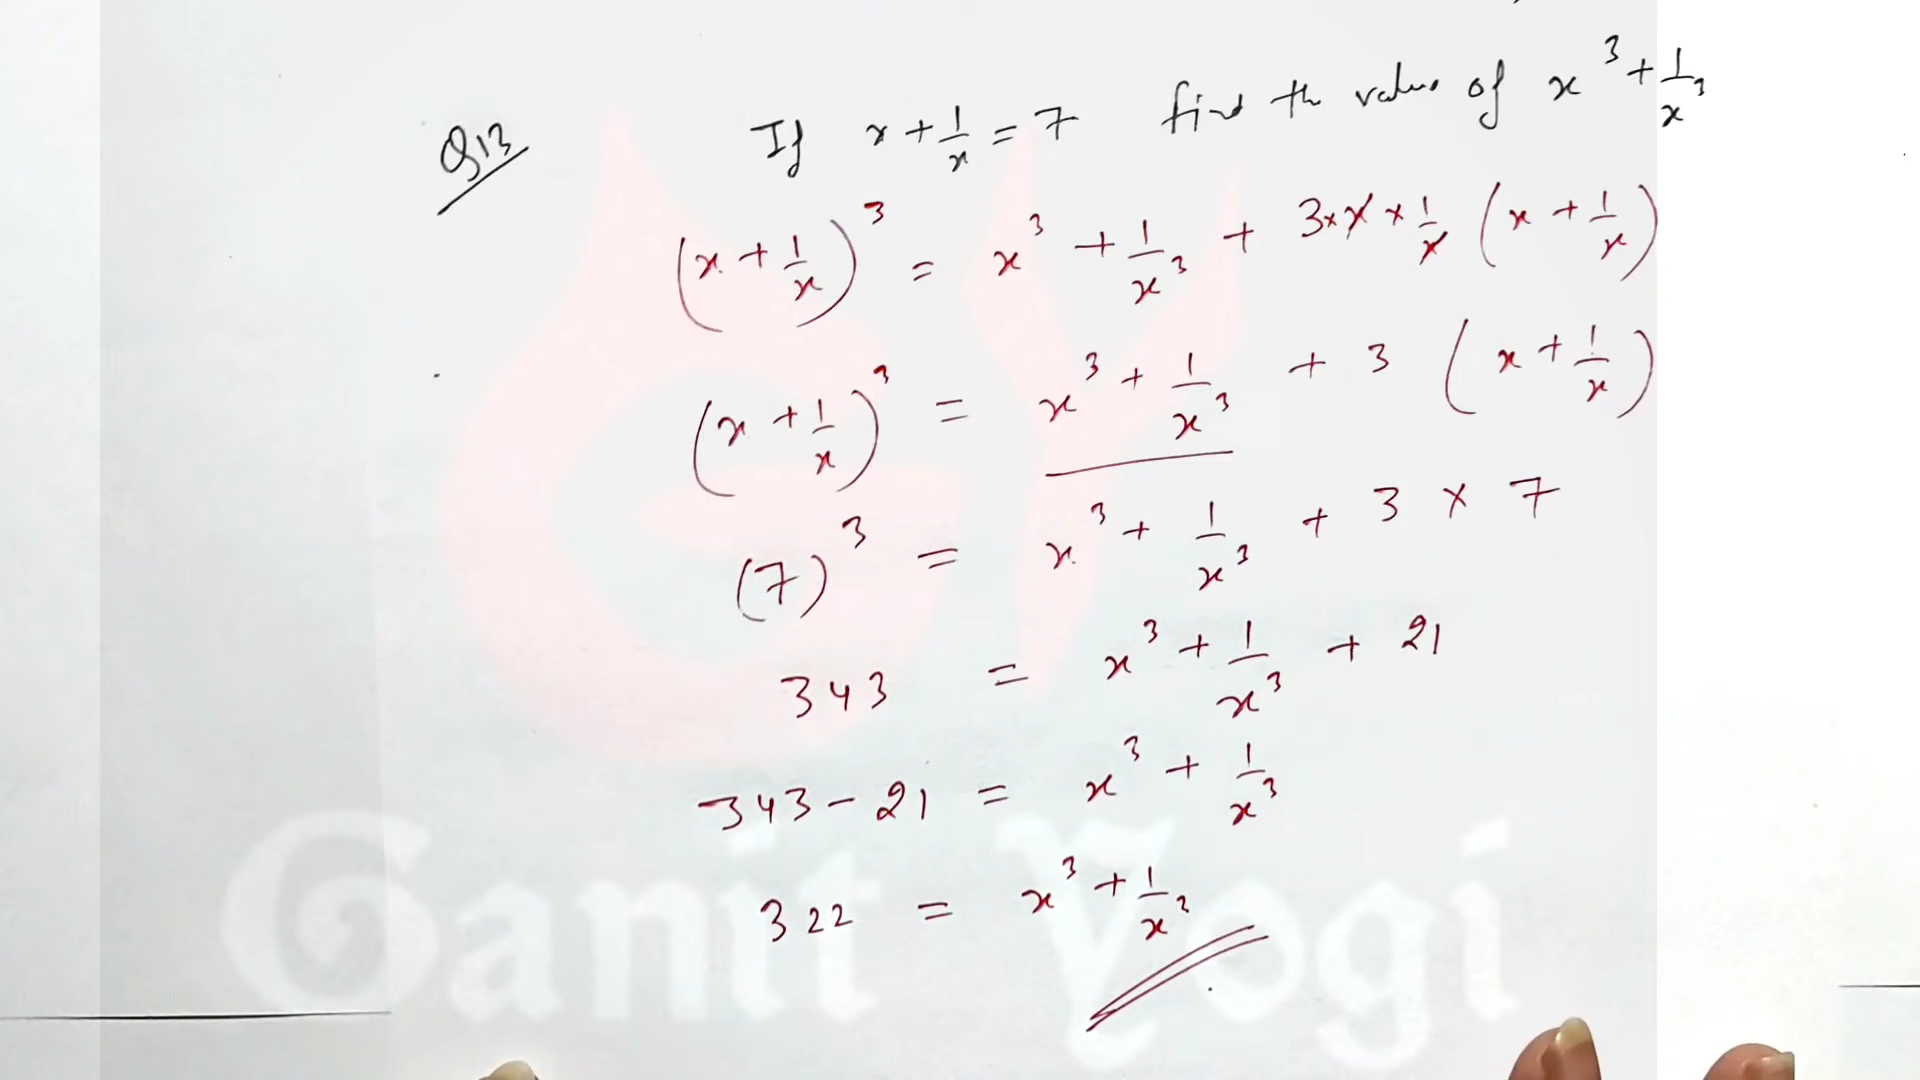 Q13 If x + 1/x = 7 find the value of x³ + 1/x³
(x + 1/x)³ = x³ + 1/x³ + 3 × x × 1/x (x + 1/x)
(x + 1/x)³ = x³ + 1/x³ + 3 (x + 1/x)
(7)³ = x³ + 1/x³ + 3 × 7
343 = x³ + 1/x³ + 21
343 - 21 = x³ + 1/x³
322 = x³ + 1/x³
Ganit Yogi